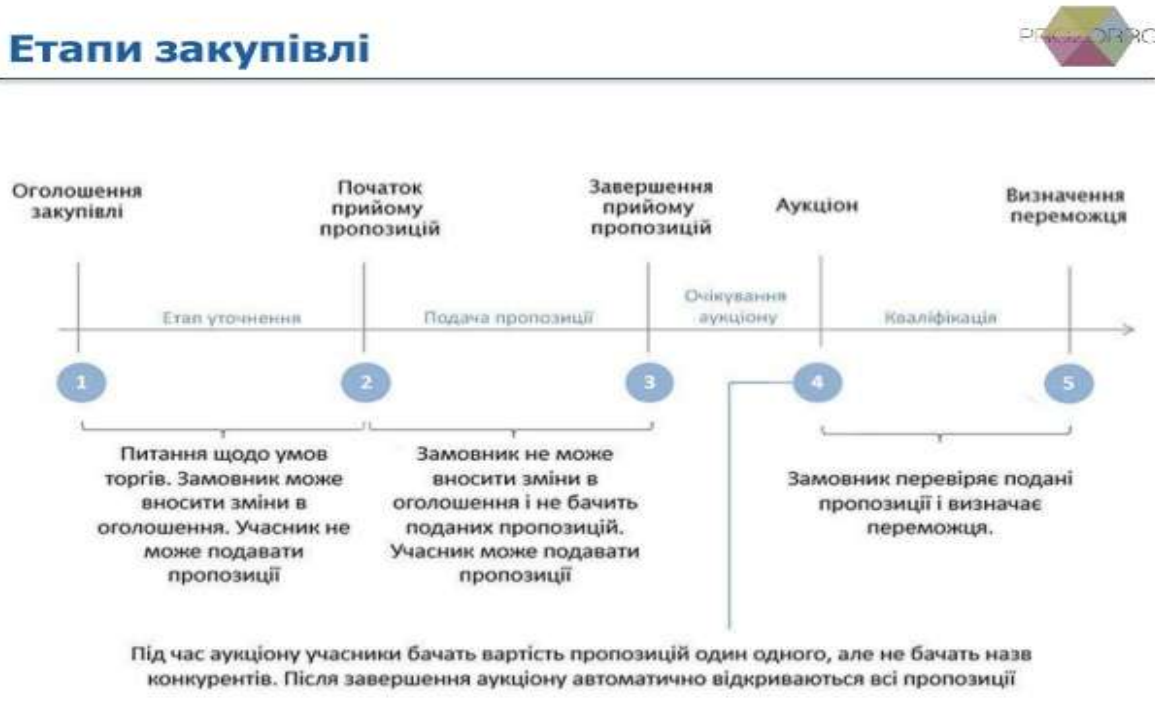 Етапи закупівлі
Оголошення
закупівлі
Початок
прийому
пропозицій
Завершення
прийому
пропозицій
Аукціон
Визначення
переможця
Етап уточнення
Подача пропозиції
Очікування
аукціону
Кваліфікація
1
2
3
4
5
Питання щодо умов
торгів. Замовник може
вносити зміни в
оголошення. Учасник не
може подавати
пропозиції
Замовник не може
вносити зміни в
оголошення і не бачить
поданих пропозицій.
Учасник може подавати
пропозиції
Замовник перевіряє подані
пропозиції і визначає
переможця.
Під час аукціону учасники бачать вартість пропозицій один одного, але не бачать назв
конкурентів. Після завершення аукціону автоматично відкриваються всі пропозиції